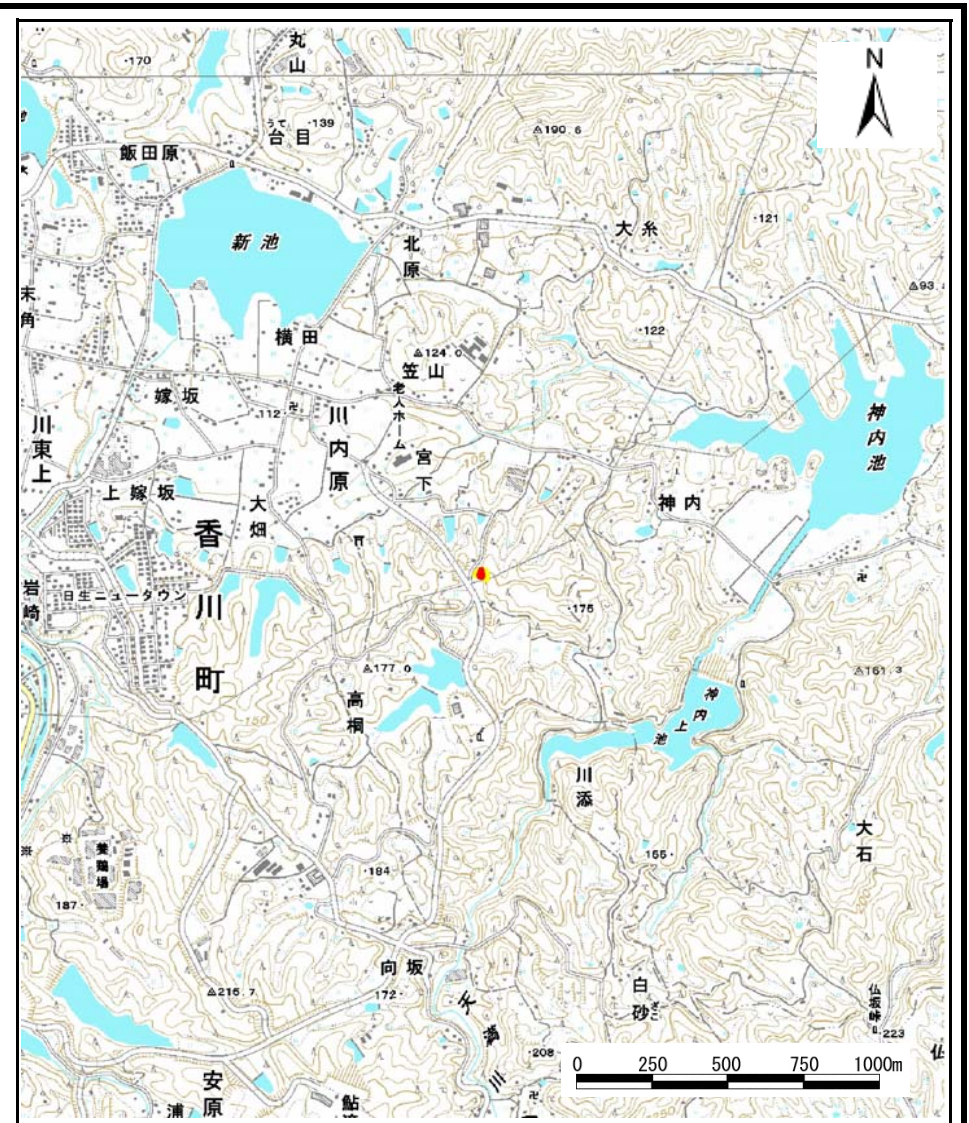 丸山
N
・170
うて
・139
台目
△190.6
飯田原
・121
大糸
新池
北原
△93.
末角
・122
横田
△124.0
笠山
嫁坂
老人ホーム
112・
川内原
神内池
川東上
宮下
105
上嫁坂
大畑
神内
香川町
岩崎
日生ニュータウン
・175
△177.0
△161.3
150
高桐
神内上池
川添
大石
養鶏場
155・
187・
・184
200
向坂
白砂
△216.7
172・
仏坂峠
223
・208
仏
0 250 500 750 1000m
安原
浦
鮎